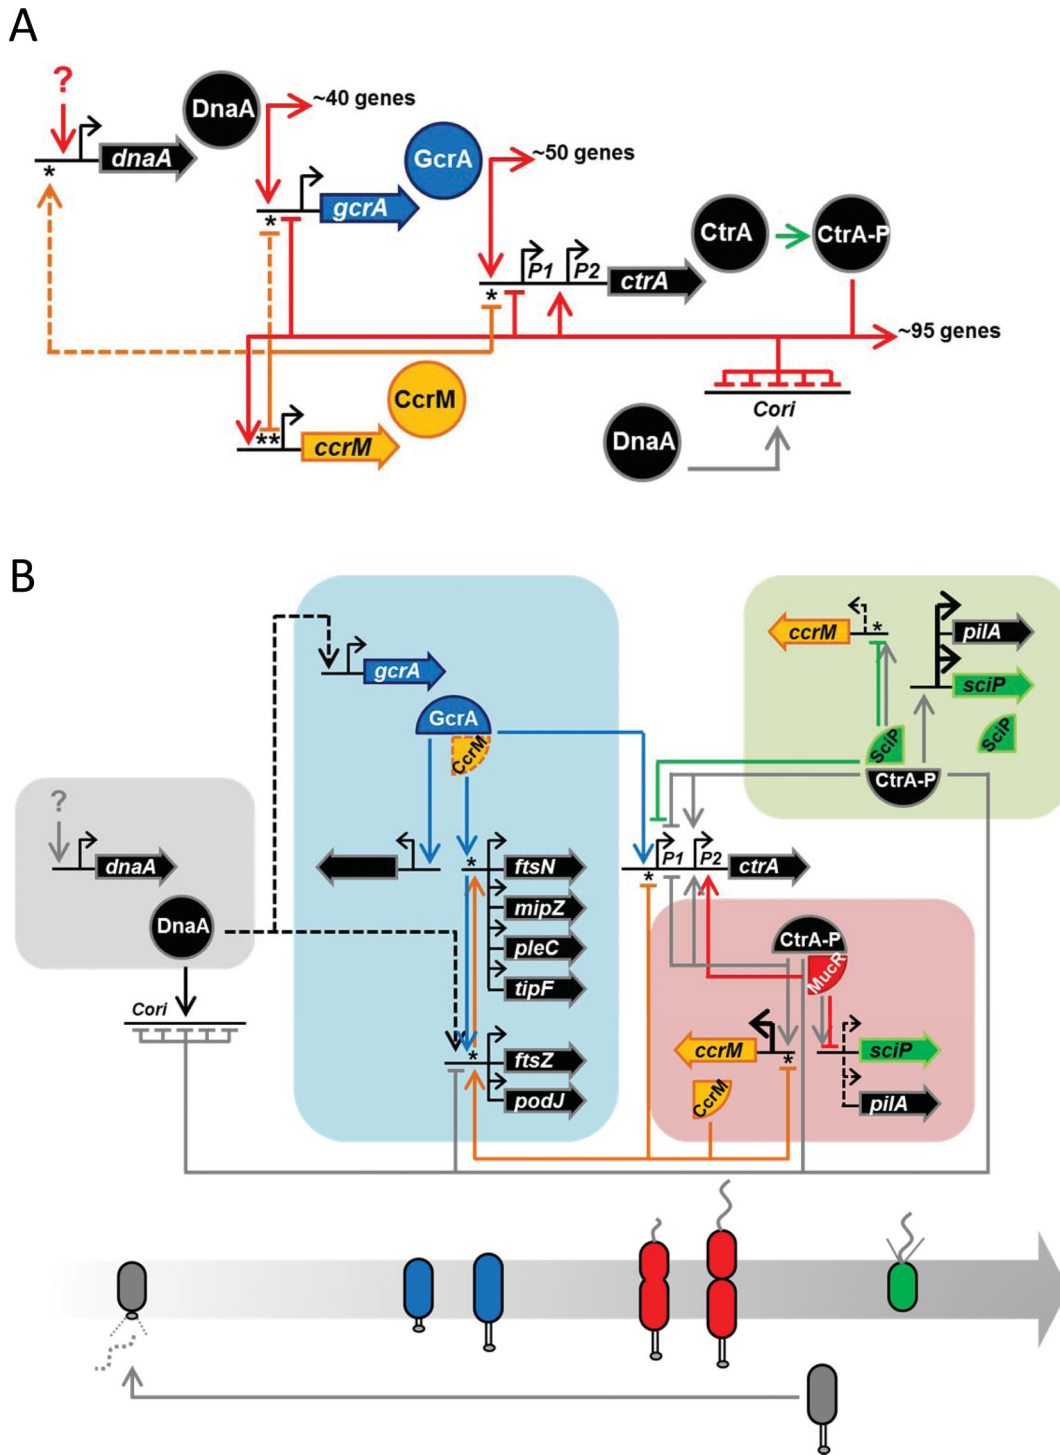 A
?
DnaA
~40 genes
dnaA
*
GcrA
~50 genes
gcrA
*
CtrA
CtrA-P
P1 P2
ctrA
*
~95 genes
CcrM
Cori
DnaA
**
ccrM
B
ccrM
*
pilA
gcrA
sciP
GcrA
CcrM
SciP
SciP
CtrA-P
?
dnaA
P1 P2
ctrA
*
ftsN
*
mipZ
DnaA
pleC
CtrA-P
MucR
tipF
Cori
ccrM
*
sciP
ftsZ
*
podJ
CcrM
pilA